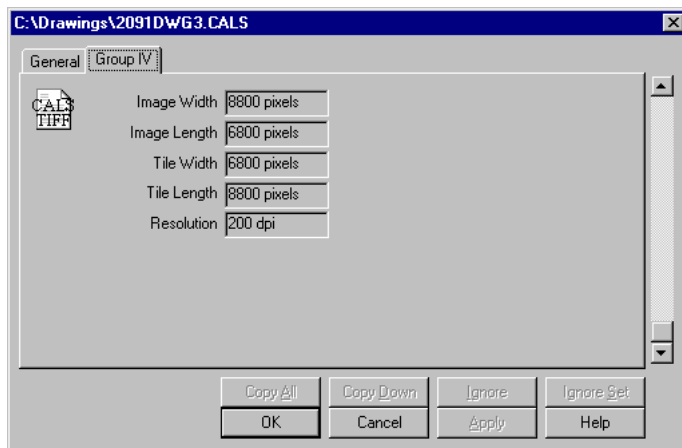 C:\Drawings\2091DWG3.CALS
General Group IV
CALS
TIFF
Image Width 8800 pixels
Image Length 6800 pixels
Tile Width 6800 pixels
Tile Length 8800 pixels
Resolution 200 dpi
Copy All Copy Down Ignore Ignore Set
OK Cancel Apply Help